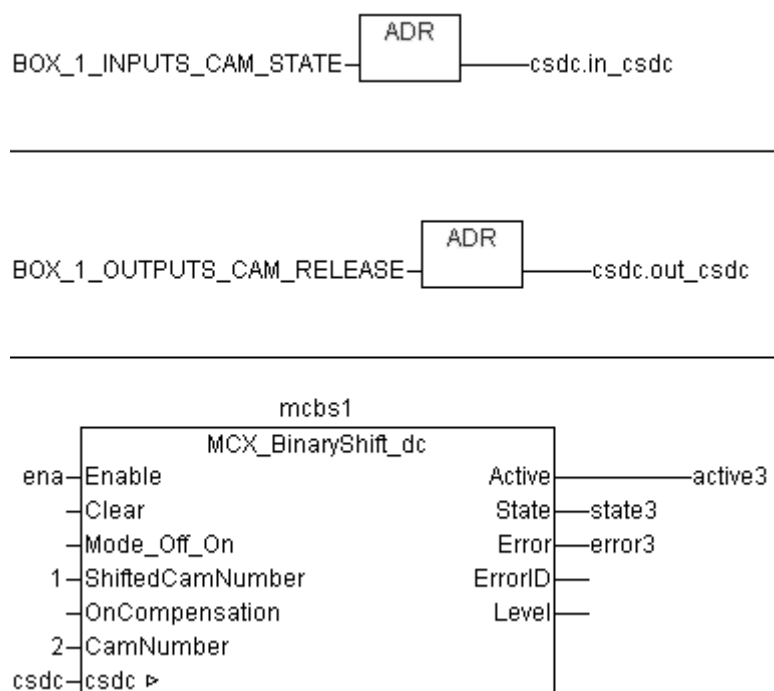 ADR
BOX_1_INPUTS_CAM_STATE csdc.in_csdc
ADR
BOX_1_OUTPUTS_CAM_RELEASE csdc.out_csdc
mcbs1
MCX_BinaryShift_dc
ena Enable Active active3
Clear State state3
Mode_Off_On Error error3
1 ShiftedCamNumber ErrorID
OnCompensation Level
2 CamNumber
csdc csdc ▷